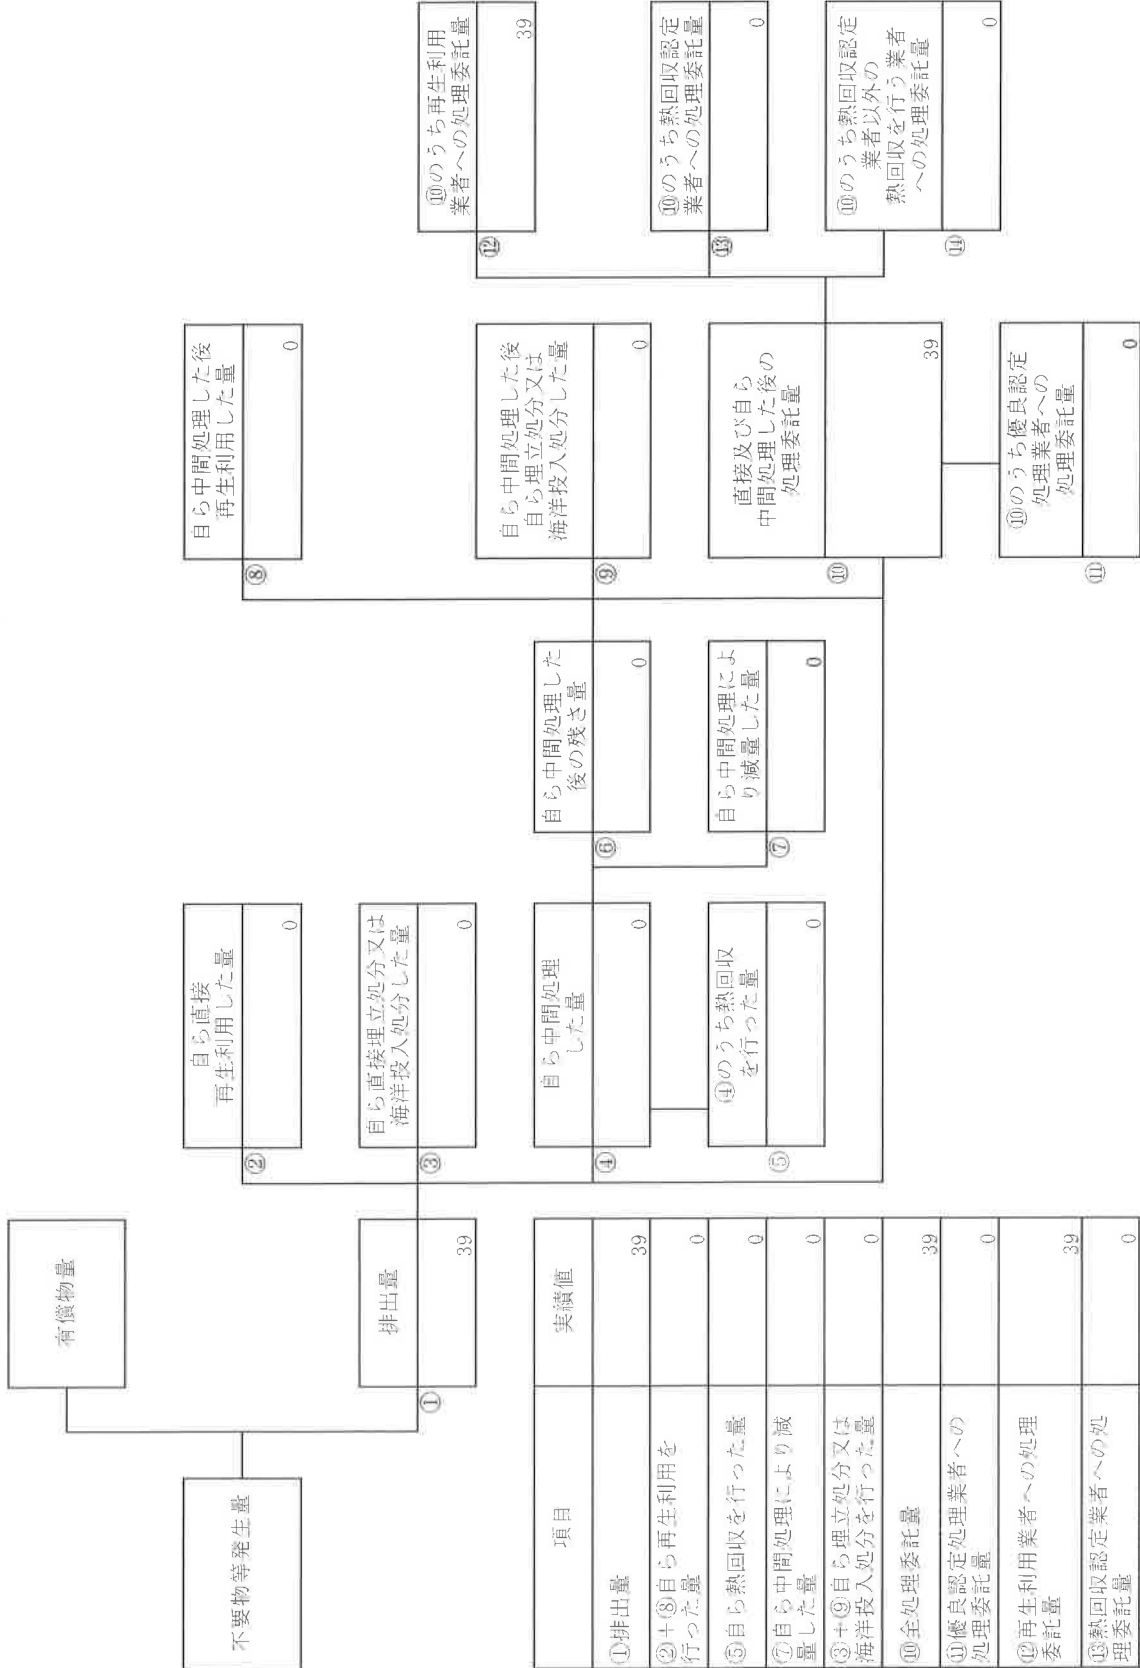 不要物等発生量
有償物量
排出量
①
39
自ら直接
再生利用した量
②
0
自ら直接埋立処分又は
海洋投入処分した量
③
0
自ら中間処理
した量
④
0
④のうち熱回収
を行った量
⑤
0
自ら中間処理した
後の残さ量
⑥
0
自ら中間処理によ
り減量した量
⑦
0
自ら中間処理した後
再生利用した量
⑧
0
自ら中間処理した後
自ら埋立処分又は
海洋投入処分した量
⑨
0
直接及び自ら
中間処理した後の
処理委託量
⑩
39
⑩のうち優良認定
処理業者への
処理委託量
⑪
0
⑩のうち再生利用
業者への処理委託量
⑫
39
⑩のうち熱回収認定
業者への処理委託量
⑬
0
⑩のうち熱回収認定
業者以外の
熱回収を行う業者
への処理委託量
⑭
0
項目 実績値
①排出量 39
②+⑧自ら再生利用を
行った量 0
⑤自ら熱回収を行った量 0
⑦自ら中間処理により減
量した量 0
③+⑨自ら埋立処分又は
海洋投入処分を行った量 0
⑩全処理委託量 39
⑪優良認定処理業者への
処理委託量 0
⑫再生利用業者への処理
委託量 39
⑬熱回収認定業者への処
理委託量 0